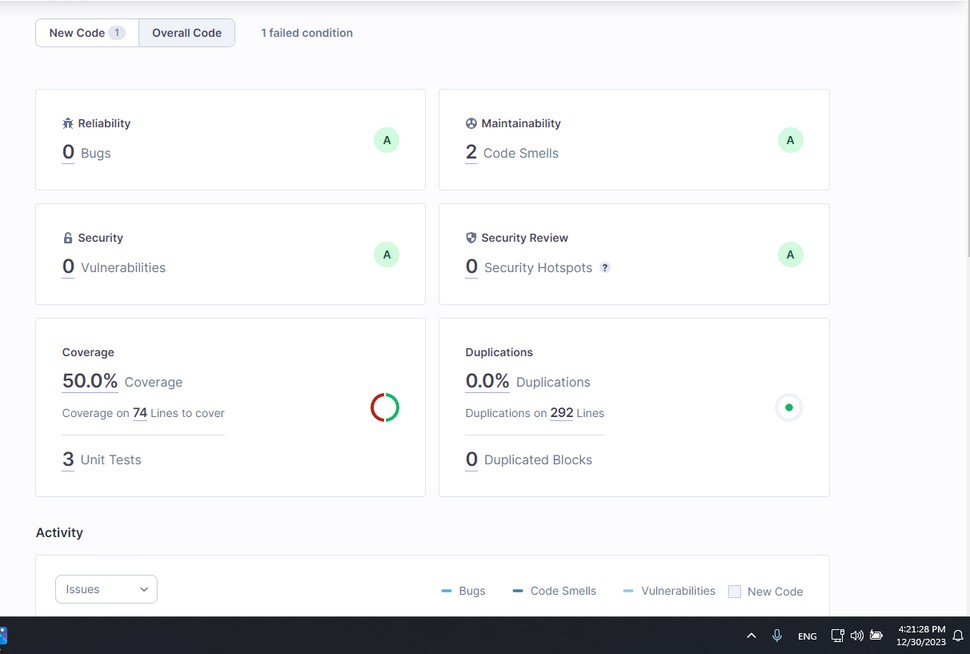 New Code 1 Overall Code 1 failed condition
Reliability
0 Bugs
A
Maintainability
2 Code Smells
A
Security
0 Vulnerabilities
A
Security Review
0 Security Hotspots ?
A
Coverage
50.0% Coverage
Coverage on 74 Lines to cover
3 Unit Tests
Duplications
0.0% Duplications
Duplications on 292 Lines
0 Duplicated Blocks
Activity
Issues
Bugs Code Smells Vulnerabilities New Code
ENG
4:21:28 PM
12/30/2023